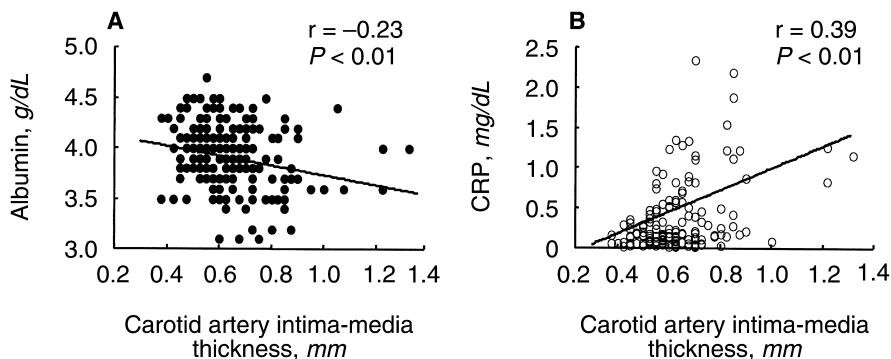 A
r = −0.23
P < 0.01
Albumin, g/dL
5.0
4.5
4.0
3.5
3.0
0.2 0.4 0.6 0.8 1.0 1.2 1.4
Carotid artery intima-media
thickness, mm
B
r = 0.39
P < 0.01
CRP, mg/dL
2.5
2.0
1.5
1.0
0.5
0
0.2 0.4 0.6 0.8 1.0 1.2 1.4
Carotid artery intima-media
thickness, mm